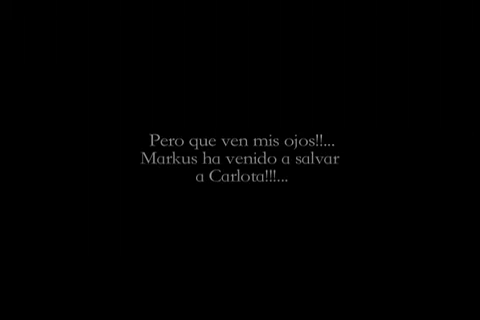 Pero que ven mis ojos!!...
Markus ha venido a salvar
a Carlota!!!...